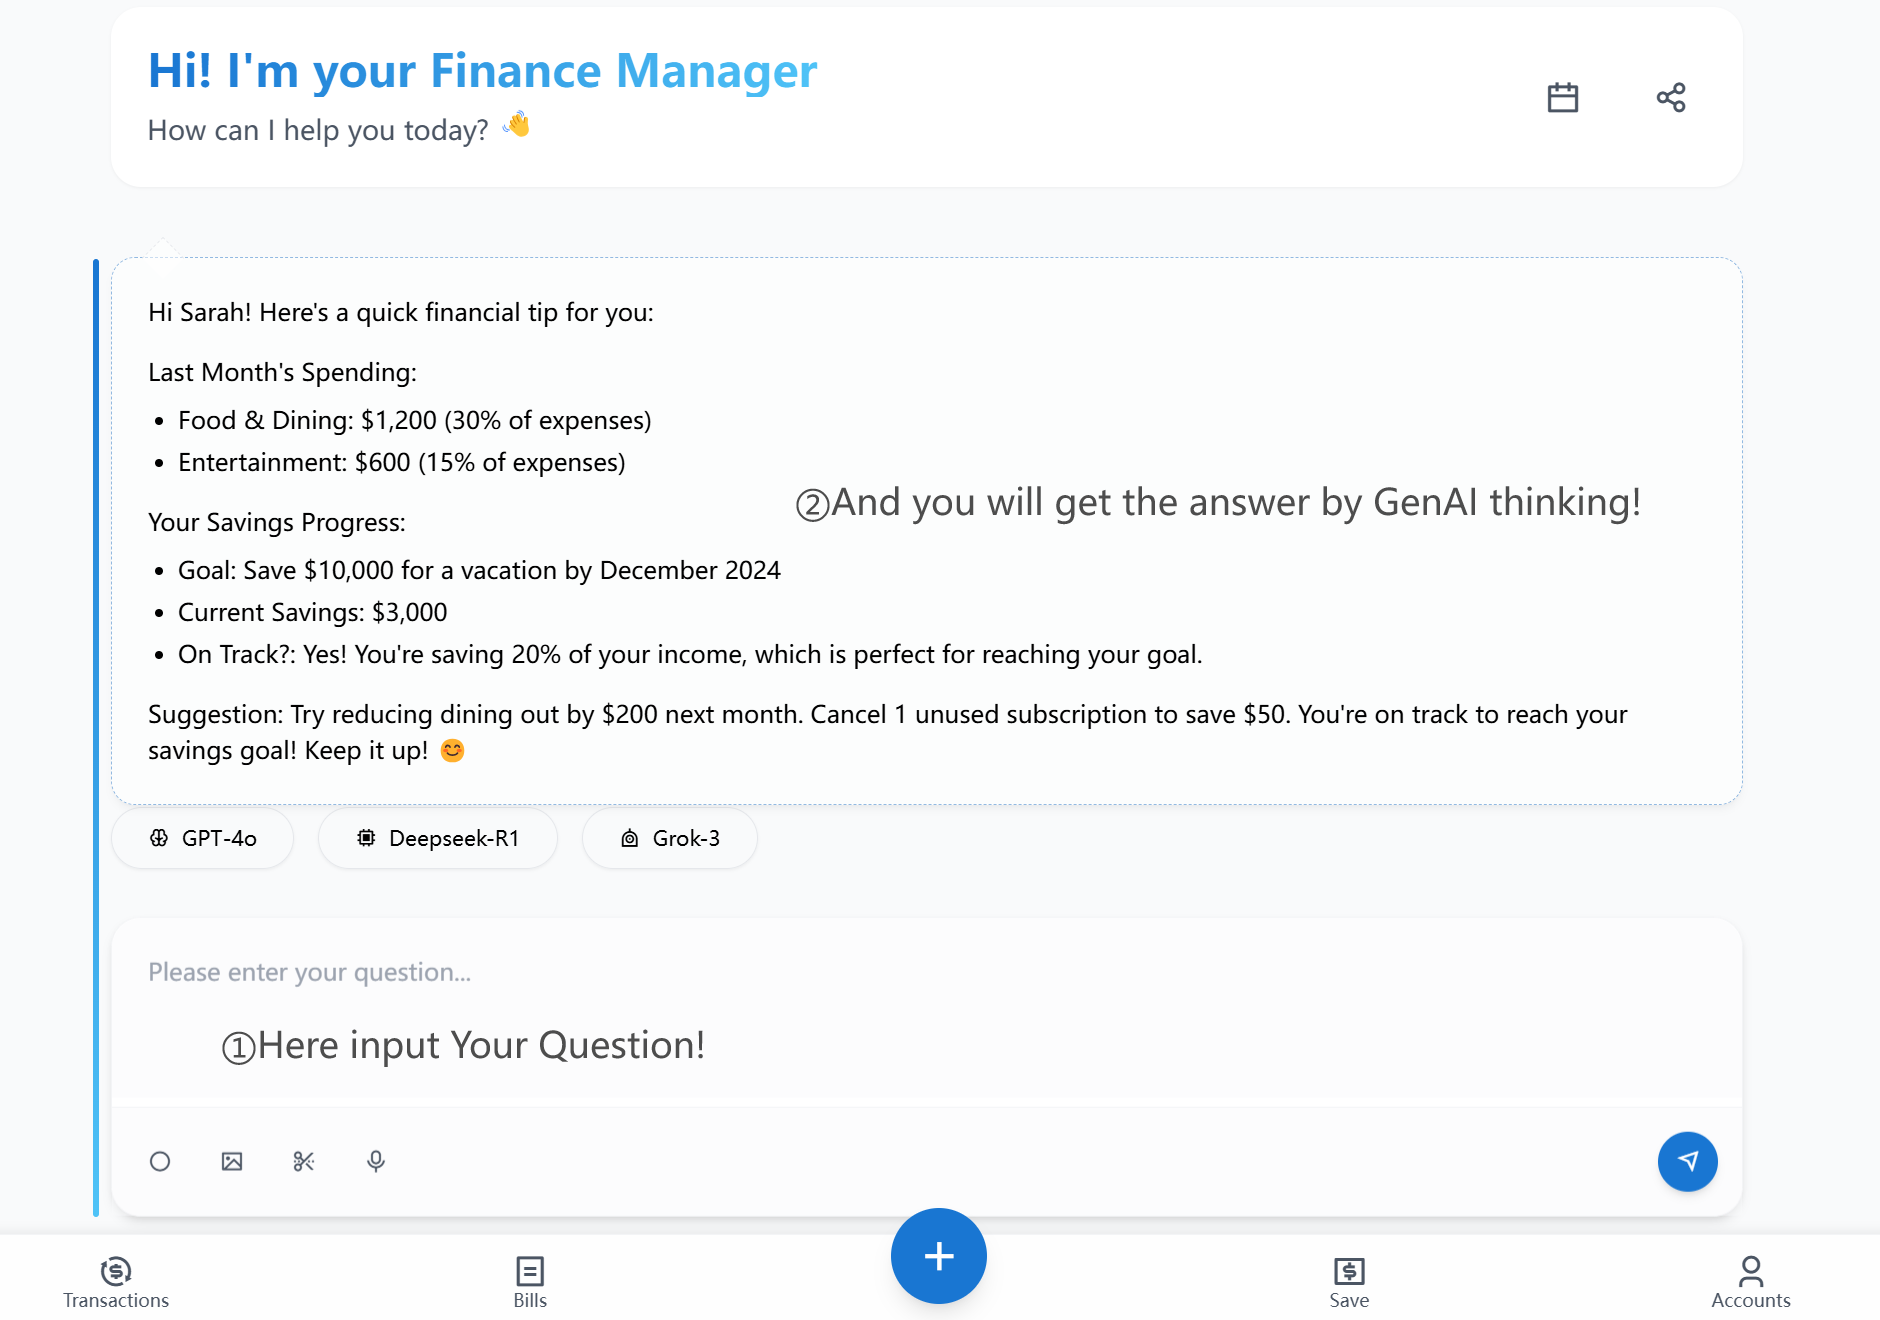 Hi! I'm your Finance Manager
How can I help you today? 👋
Hi Sarah! Here's a quick financial tip for you:
Last Month's Spending:
• Food & Dining: $1,200 (30% of expenses)
• Entertainment: $600 (15% of expenses)
②And you will get the answer by GenAI thinking!
Your Savings Progress:
• Goal: Save $10,000 for a vacation by December 2024
• Current Savings: $3,000
• On Track?: Yes! You're saving 20% of your income, which is perfect for reaching your goal.
Suggestion: Try reducing dining out by $200 next month. Cancel 1 unused subscription to save $50. You're on track to reach your
savings goal! Keep it up! 😊
GPT-4o Deepseek-R1 Grok-3
Please enter your question...
①Here input Your Question!
Transactions Bills Save Accounts